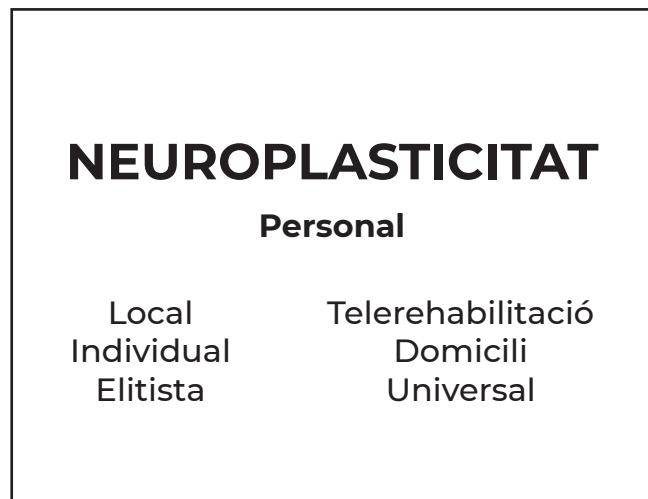 NEUROPLASTICITAT
Personal
Local
Individual
Elitista
Telerehabilitació
Domicili
Universal